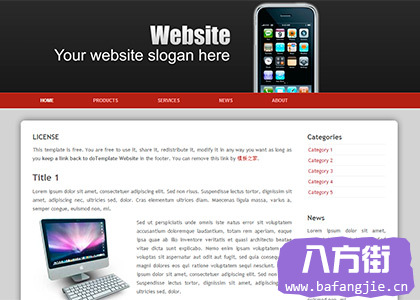 Website
Your website slogan here
HOME PRODUCTS SERVICES NEWS ABOUT
LICENSE
This template is free. You are free to use it, share it, redistribute it, modify it in any way you want as long as
you keep a link back to doTemplate Website in the footer. You can remove this link by 模板之家.
Title 1
Lorem ipsum dolor sit amet, consectetuer adipiscing elit. Sed non risus. Suspendisse lectus tortor, dignissim sit
amet, adipiscing nec, ultricies sed, dolor. Cras elementum ultrices diam. Maecenas ligula massa, varius a,
semper congue, euismod non, mi.
Sed ut perspiciatis unde omnis iste natus error sit voluptatem
accusantium doloremque laudantium, totam rem aperiam, eaque
ipsa quae ab illo inventore veritatis et quasi architecto beatae
vitae dicta sunt explicabo. Nemo enim ipsam voluptatem quia
voluptas sit aspernatur aut odit aut fugit, sed quia consequuntur
magni dolores eos qui ratione voluptatem sequi nesciunt.
consectetuer adipiscing elit. Sed non risus. Suspendisse lectus tortor, dignissim sit amet, adipiscing
ultricies sed, dolor.
Categories
Category 1
Category 2
Category 3
Category 4
Category 5
News
Lorem ipsum dolor sit amet,
八方街
www.bafangjie.cn